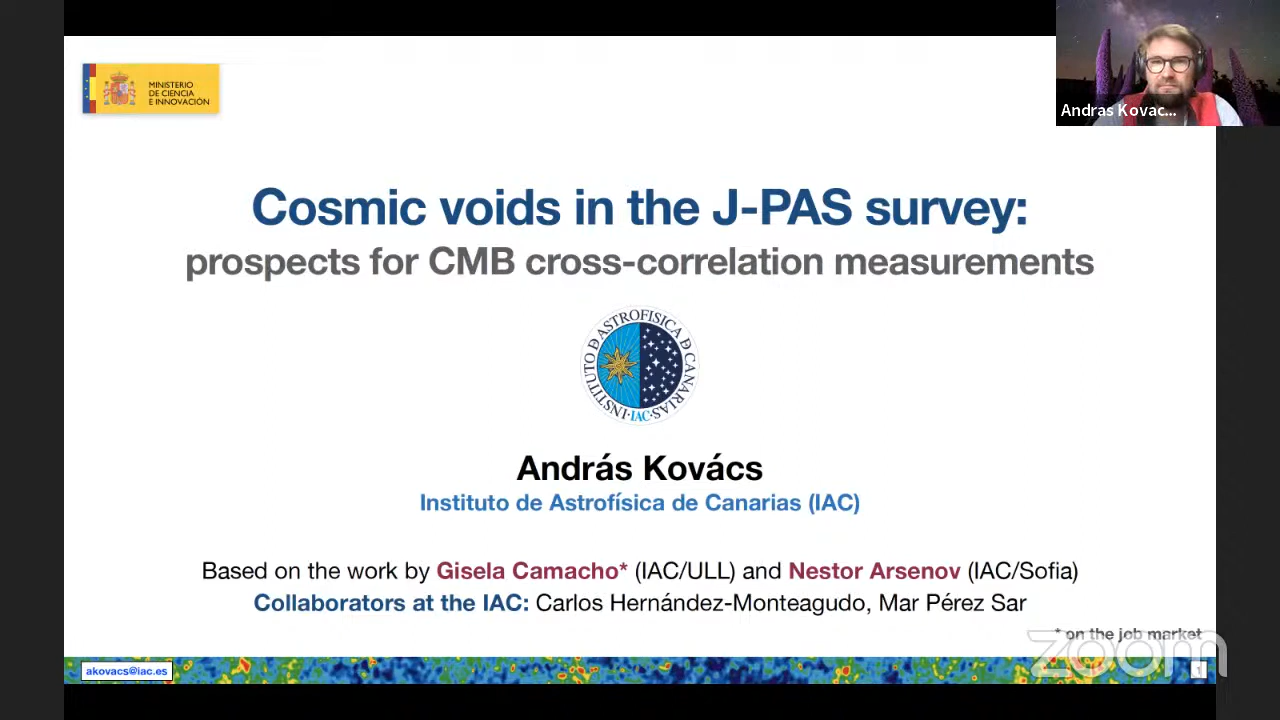 MINISTERIO
DE CIENCIA
E INNOVACIÓN
Andras Kovac...
Cosmic voids in the J-PAS survey:
prospects for CMB cross-correlation measurements
INSTITUTO D ASTROFISICA D CANARIAS
·IAC·
András Kovács
Instituto de Astrofísica de Canarias (IAC)
Based on the work by Gisela Camacho* (IAC/ULL) and Nestor Arsenov (IAC/Sofia)
Collaborators at the IAC: Carlos Hernández-Monteagudo, Mar Pérez Sar
* on the job market
zoom
akovacs@iac.es
1